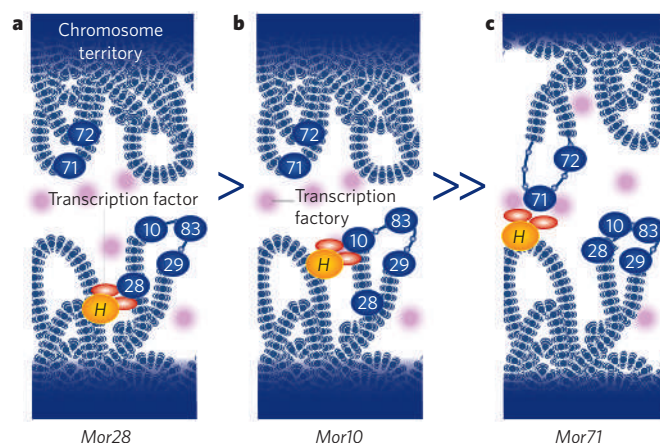 a
Chromosome
territory
72
71
Transcription factor
10
83
29
28
H
Mor28
>
b
72
71
Transcription
factory
10
83
H
29
28
Mor10
>>
c
72
71
H
10
83
28
29
Mor71